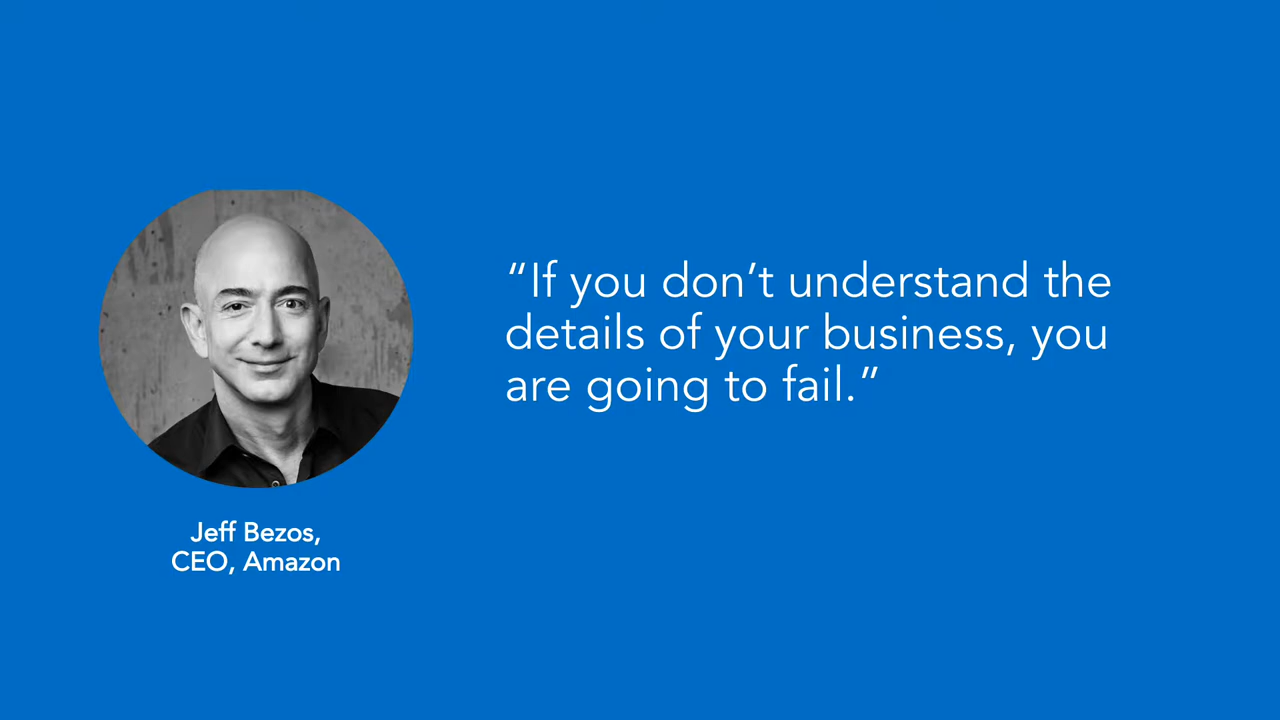 “If you don’t understand the
details of your business, you
are going to fail.”
Jeff Bezos,
CEO, Amazon